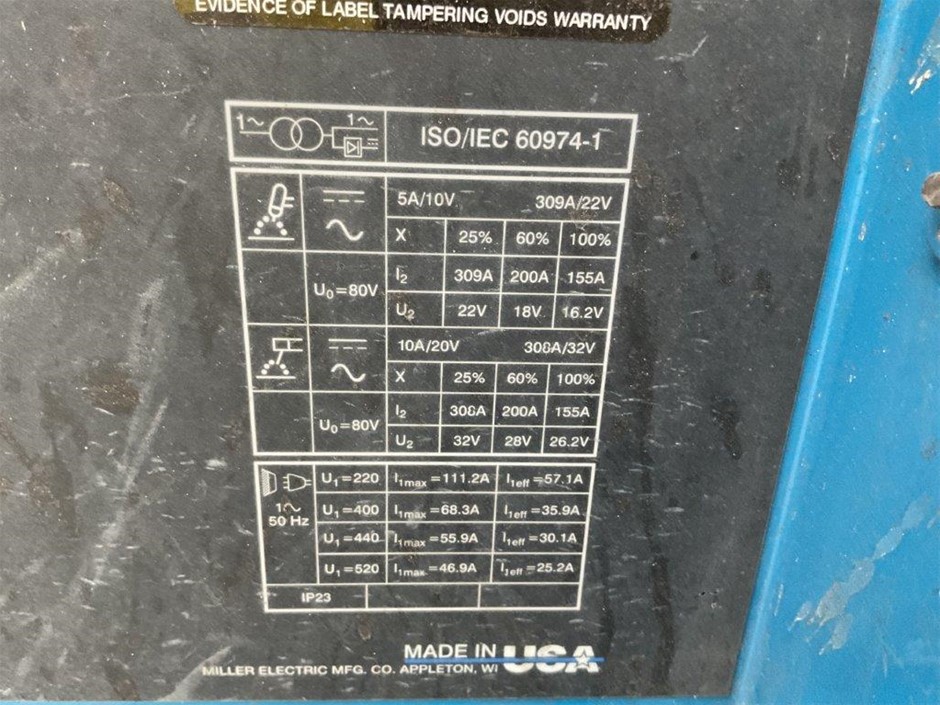 EVIDENCE OF LABEL TAMPERING VOIDS WARRANTY
1~ 1~ ISO/IEC 60974-1
5A/10V 309A/22V
X 25% 60% 100%
I2 309A 200A 155A
U0=80V
U2 22V 18V 16.2V
10A/20V 308A/32V
X 25% 60% 100%
I2 308A 200A 155A
U0=80V
U2 32V 28V 26.2V
U1=220 I1max=111.2A I1eff=57.1A
1~ U1=400 I1max=68.3A I1eff=35.9A
50 Hz
U1=440 I1max=55.9A I1eff=30.1A
U1=520 I1max=46.9A I1eff=25.2A
IP23
MADE IN USA
MILLER ELECTRIC MFG. CO. APPLETON, WI